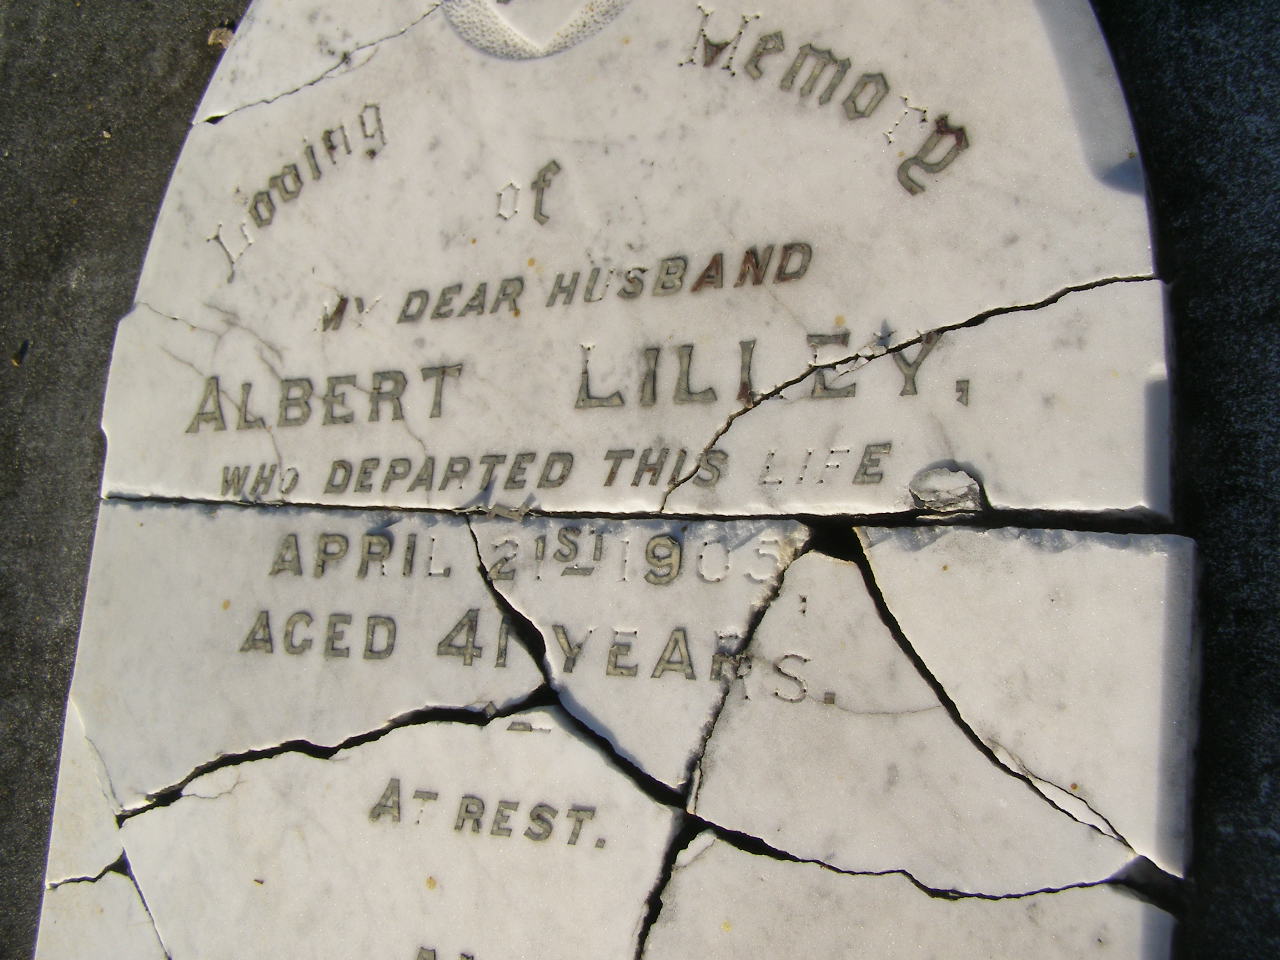 Loving Memory
of
MY DEAR HUSBAND
ALBERT LILLEY,
WHO DEPARTED THIS LIFE
APRIL 21ST 1903,
AGED 41 YEARS.
AT REST.